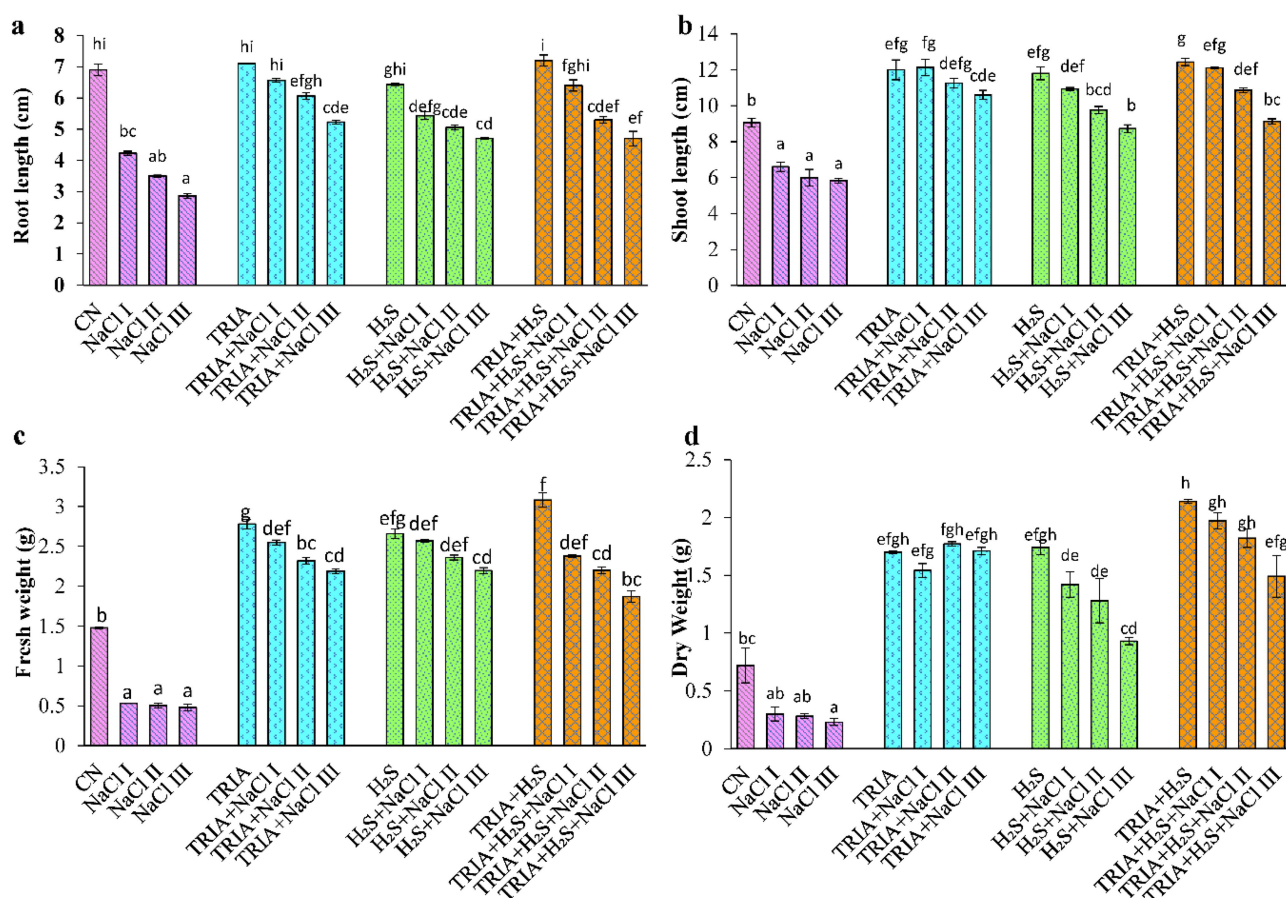 a
Root length (cm)
8
7
6
5
4
3
2
1
0
hi
bc
ab
a
hi
hi
efgh
cde
ghi
defg
cde
cd
i
fghi
cdef
ef
CN
NaCl I
NaCl II
NaCl III
TRIA
TRIA+NaCl I
TRIA+NaCl II
TRIA+NaCl III
H₂S
H₂S+NaCl I
H₂S+NaCl II
H₂S+NaCl III
TRIA+H₂S
TRIA+H₂S+NaCl I
TRIA+H₂S+NaCl II
TRIA+H₂S+NaCl III
b
Shoot length (cm)
14
12
10
8
6
4
2
0
b
a
a
a
efg
fg
defg
cde
efg
def
bcd
b
g
efg
def
bc
CN
NaCl I
NaCl II
NaCl III
TRIA
TRIA+NaCl I
TRIA+NaCl II
TRIA+NaCl III
H₂S
H₂S+NaCl I
H₂S+NaCl II
H₂S+NaCl III
TRIA+H₂S
TRIA+H₂S+NaCl I
TRIA+H₂S+NaCl II
TRIA+H₂S+NaCl III
c
Fresh weight (g)
3.5
3
2.5
2
1.5
1
0.5
0
b
a
a
a
g
def
bc
cd
efg
def
def
cd
f
def
cd
bc
CN
NaCl I
NaCl II
NaCl III
TRIA
TRIA+NaCl I
TRIA+NaCl II
TRIA+NaCl III
H₂S
H₂S+NaCl I
H₂S+NaCl II
H₂S+NaCl III
TRIA+H₂S
TRIA+H₂S+NaCl I
TRIA+H₂S+NaCl II
TRIA+H₂S+NaCl III
d
Dry Weight (g)
2.5
2
1.5
1
0.5
0
bc
ab
ab
a
efgh
efg
fgh
efgh
efgh
de
de
cd
h
gh
gh
efg
CN
NaCl I
NaCl II
NaCl III
TRIA
TRIA+NaCl I
TRIA+NaCl II
TRIA+NaCl III
H₂S
H₂S+NaCl I
H₂S+NaCl II
H₂S+NaCl III
TRIA+H₂S
TRIA+H₂S+NaCl I
TRIA+H₂S+NaCl II
TRIA+H₂S+NaCl III